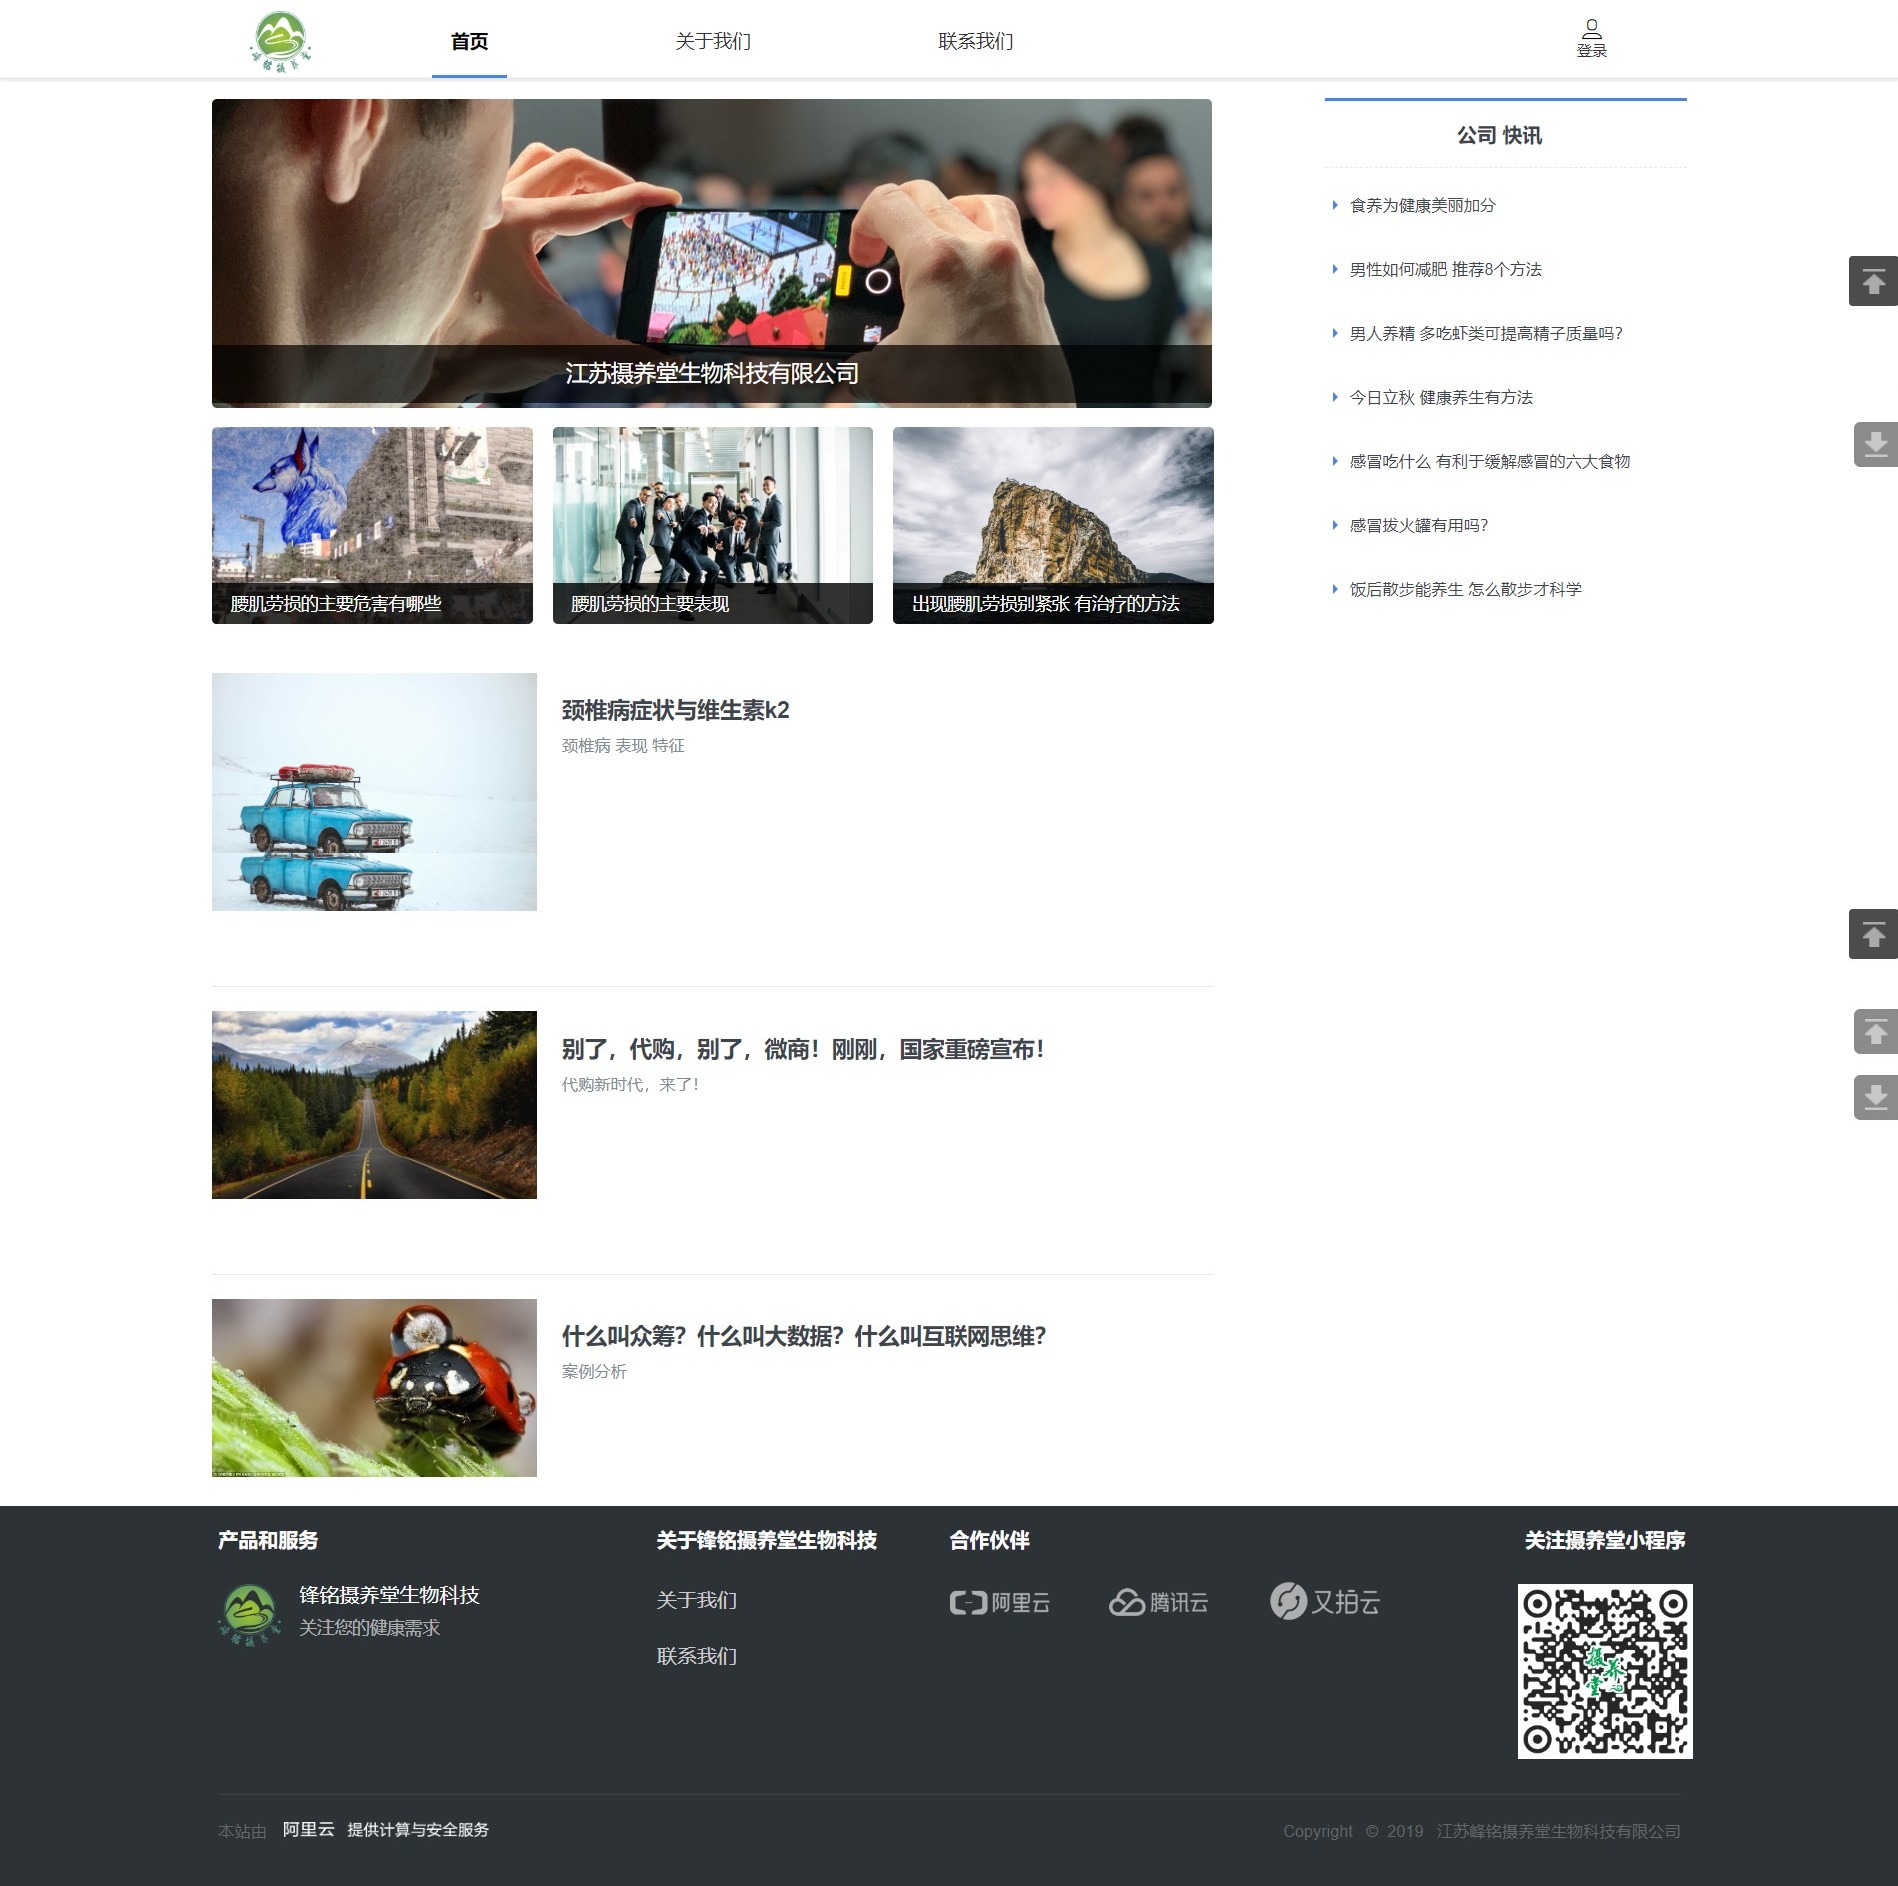 首页
关于我们
联系我们
登录
江苏摄养堂生物科技有限公司
腰肌劳损的主要危害有哪些
腰肌劳损的主要表现
出现腰肌劳损别紧张 有治疗的方法
公司 快讯
食养为健康美丽加分
男性如何减肥 推荐8个方法
男人养精 多吃虾类可提高精子质量吗?
今日立秋 健康养生有方法
感冒吃什么 有利于缓解感冒的六大食物
感冒拔火罐有用吗?
饭后散步能养生 怎么散步才科学
颈椎病症状与维生素k2
颈椎病 表现 特征
别了，代购，别了，微商！刚刚，国家重磅宣布！
代购新时代，来了！
什么叫众筹？什么叫大数据？什么叫互联网思维？
案例分析
产品和服务
锋铭摄养堂生物科技
关注您的健康需求
关于锋铭摄养堂生物科技
关于我们
联系我们
合作伙伴
阿里云
腾讯云
又拍云
关注摄养堂小程序
摄养堂
本站由 阿里云 提供计算与安全服务
Copyright © 2019 江苏峰铭摄养堂生物科技有限公司